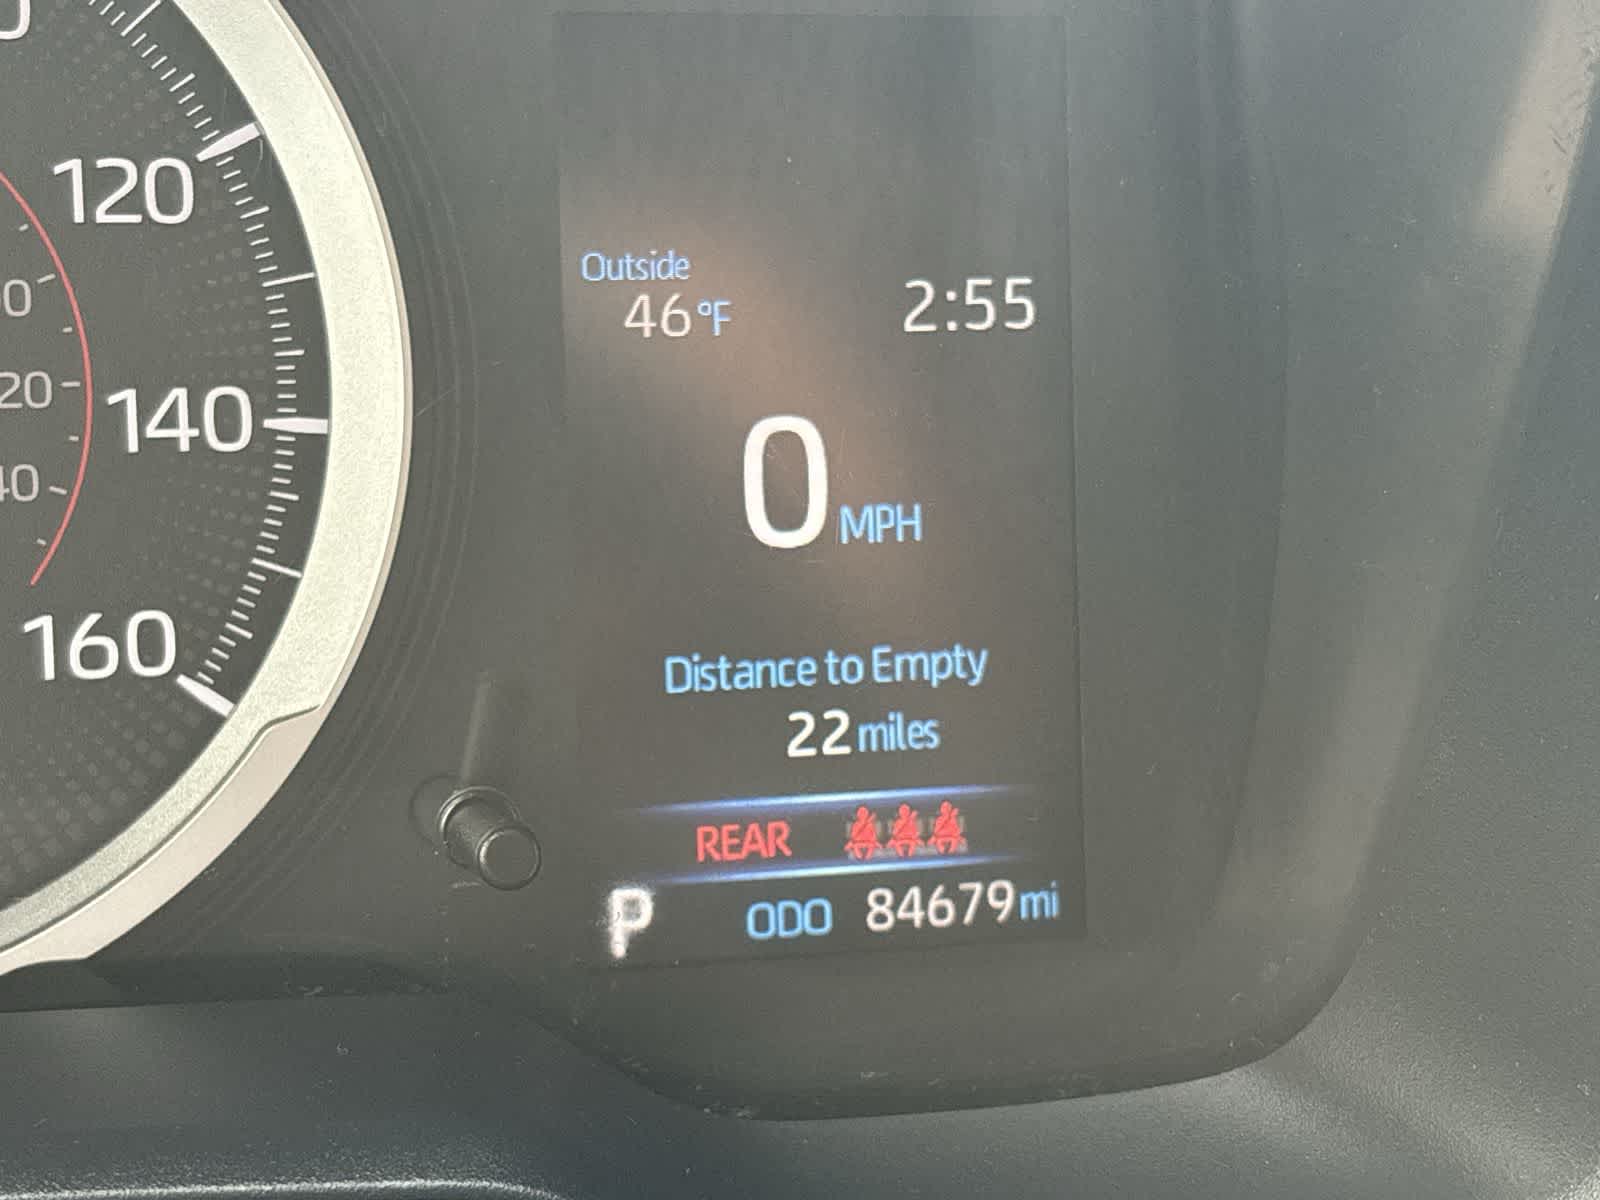 120
140
160
Outside
46°F
2:55
0 MPH
Distance to Empty
22 miles
REAR
P ODO 84679 mi